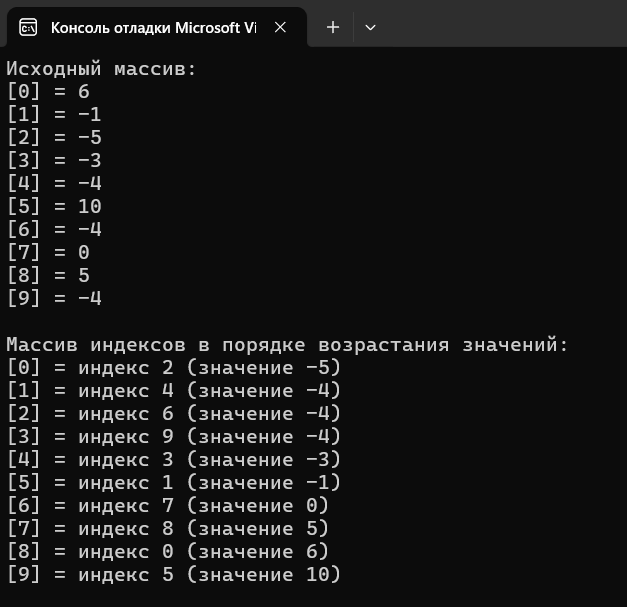 Консоль отладки Microsoft Vi
Исходный массив:
[0] = 6
[1] = -1
[2] = -5
[3] = -3
[4] = -4
[5] = 10
[6] = -4
[7] = 0
[8] = 5
[9] = -4
Массив индексов в порядке возрастания значений:
[0] = индекс 2 (значение -5)
[1] = индекс 4 (значение -4)
[2] = индекс 6 (значение -4)
[3] = индекс 9 (значение -4)
[4] = индекс 3 (значение -3)
[5] = индекс 1 (значение -1)
[6] = индекс 7 (значение 0)
[7] = индекс 8 (значение 5)
[8] = индекс 0 (значение 6)
[9] = индекс 5 (значение 10)